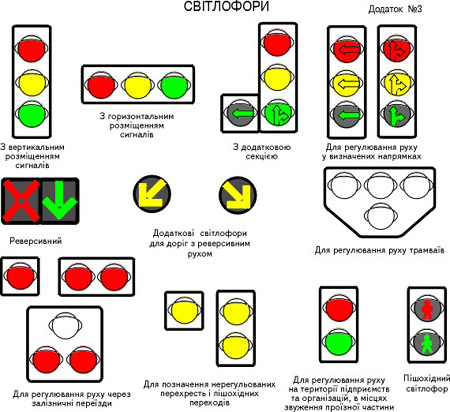 СВІТЛОФОРИ
Додаток №3
З вертикальним
розміщенням
сигналів
З горизонтальним
розміщенням
сигналів
З додатковою
секцією
Для регулювання руху
у визначених напрямках
Реверсивний
Додаткові світлофори
для доріг з реверсивним
рухом
Для регулювання руху трамваїв
Для регулювання руху через
залізничні переїзди
Для позначення нерегульованих
перехресть і пішохідних
переходів
Для регулювання руху
на території підприємств
та організацій, в місцях
звуження проїзної частини
Пішохідний
світлофор